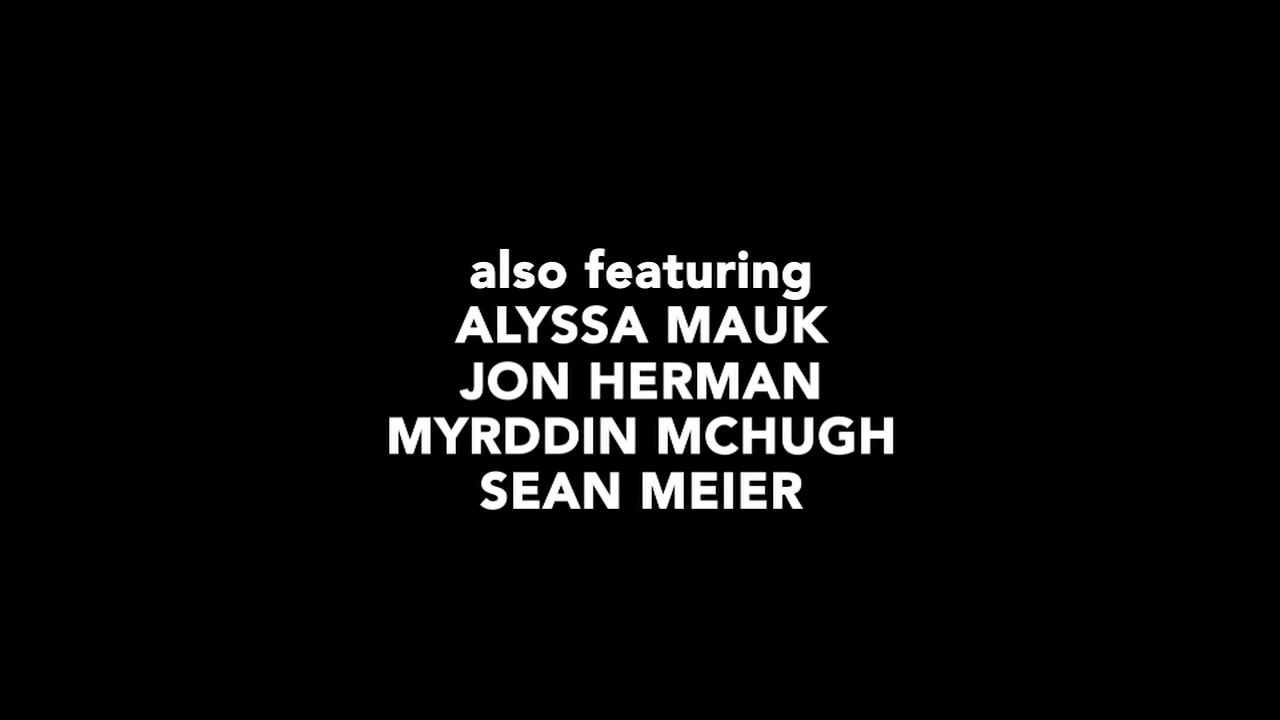 also featuring
ALYSSA MAUK
JON HERMAN
MYRDDIN MCHUGH
SEAN MEIER